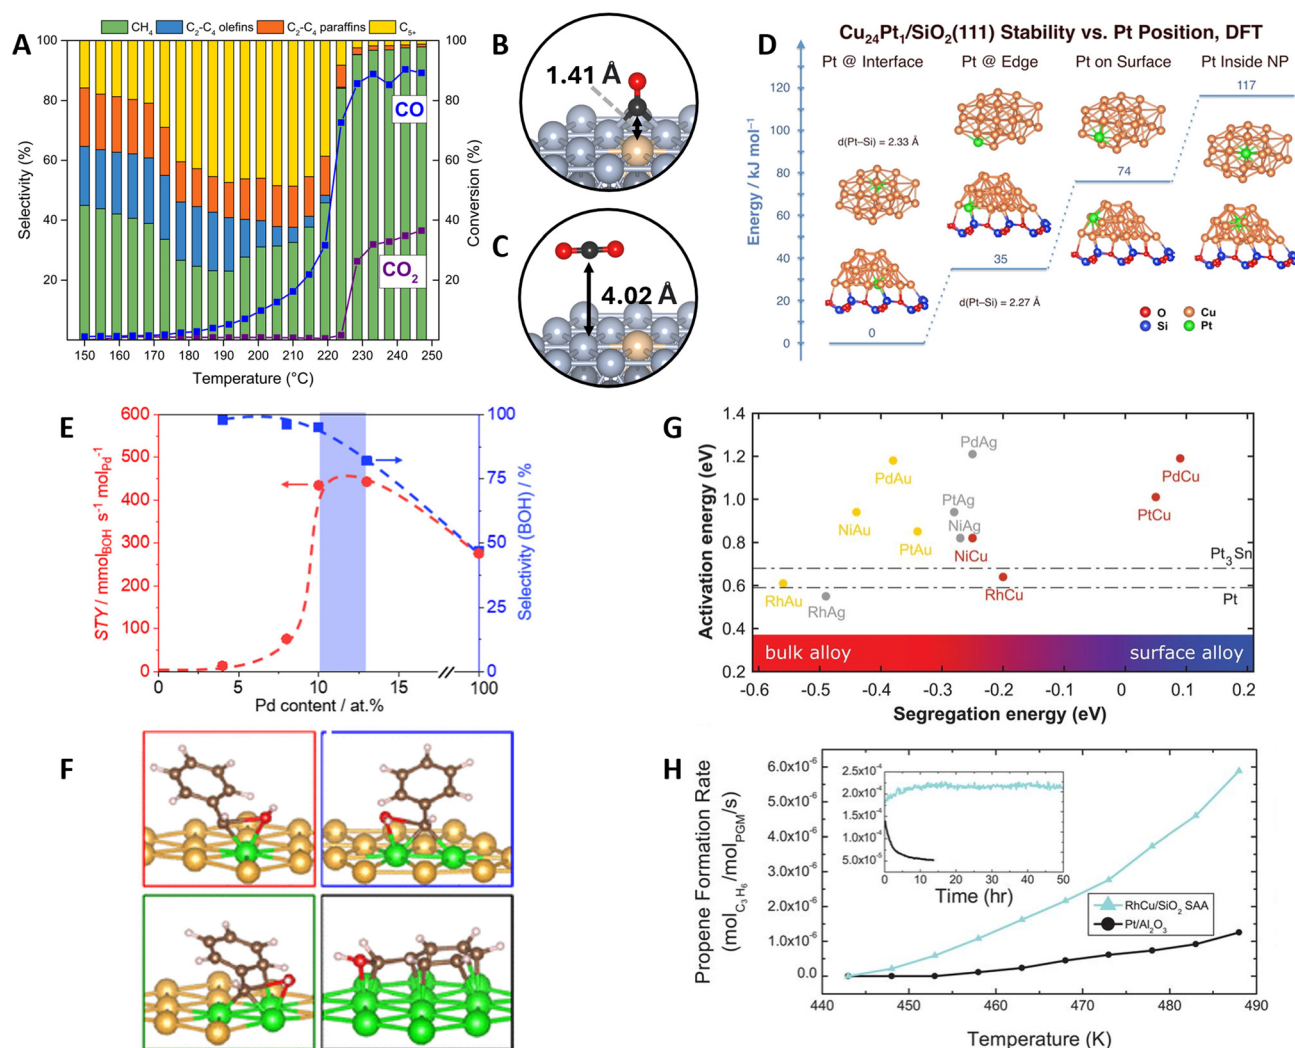 A
CH4 C2-C4 olefins C2-C4 paraffins C5+
100
80
60
40
20
Selectivity (%)
100
80
60
40
20
Conversion (%)
CO
CO2
150 160 170 180 190 200 210 220 230 240 250
Temperature (°C)
B
1.41 Å
C
4.02 Å
D
Cu24Pt1/SiO2(111) Stability vs. Pt Position, DFT
Pt @ Interface Pt @ Edge Pt on Surface Pt Inside NP
Energy / kJ mol⁻¹
120
100
80
60
40
20
0
117
74
35
0
d(Pt–Si) = 2.33 Å
d(Pt–Si) = 2.27 Å
O Cu
Si Pt
E
600
500
400
300
200
100
0
STY / mmolBOH s⁻¹ molPd⁻¹
100
75
50
25
0
Selectivity (BOH) / %
0 5 10 15 100
Pd content / at.%
F
G
1.4
1.2
1.0
0.8
0.6
0.4
0.2
Activation energy (eV)
PdAg
PdAu
PdCu
PtAg
PtCu
NiAu
NiAg
PtAu
NiCu
Pt3Sn
RhAu
RhAg
RhCu
Pt
bulk alloy surface alloy
-0.6 -0.5 -0.4 -0.3 -0.2 -0.1 0 0.1 0.2
Segregation energy (eV)
H
6.0x10⁻⁶
5.0x10⁻⁶
4.0x10⁻⁶
3.0x10⁻⁶
2.0x10⁻⁶
1.0x10⁻⁶
0.0
Propene Formation Rate
(molC3H6/molPGM/s)
2.5x10⁻⁴
2.0x10⁻⁴
1.5x10⁻⁴
1.0x10⁻⁴
5.0x10⁻⁵
0 10 20 30 40 50
Time (hr)
RhCu/SiO2 SAA
Pt/Al2O3
440 450 460 470 480 490
Temperature (K)